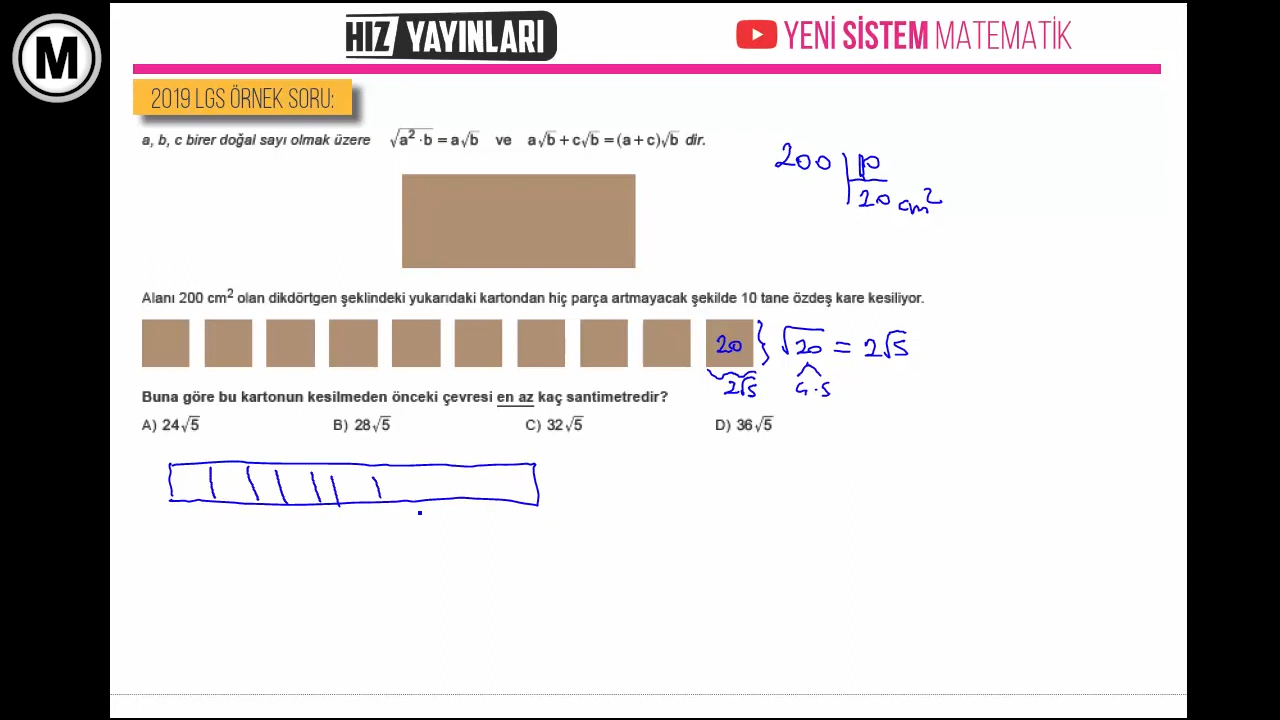 M
HIZ YAYINLARI
YENİ SİSTEM MATEMATİK
2019 LGS ÖRNEK SORU:
a, b, c birer doğal sayı olmak üzere √a²·b = a√b ve a√b + c√b = (a + c)√b dir.
200 | 10
20 cm²
Alanı 200 cm² olan dikdörtgen şeklindeki yukarıdaki kartondan hiç parça artmayacak şekilde 10 tane özdeş kare kesiliyor.
20 } √20 = 2√5
2√5 4·5
Buna göre bu kartonun kesilmeden önceki çevresi en az kaç santimetredir?
A) 24√5 B) 28√5 C) 32√5 D) 36√5